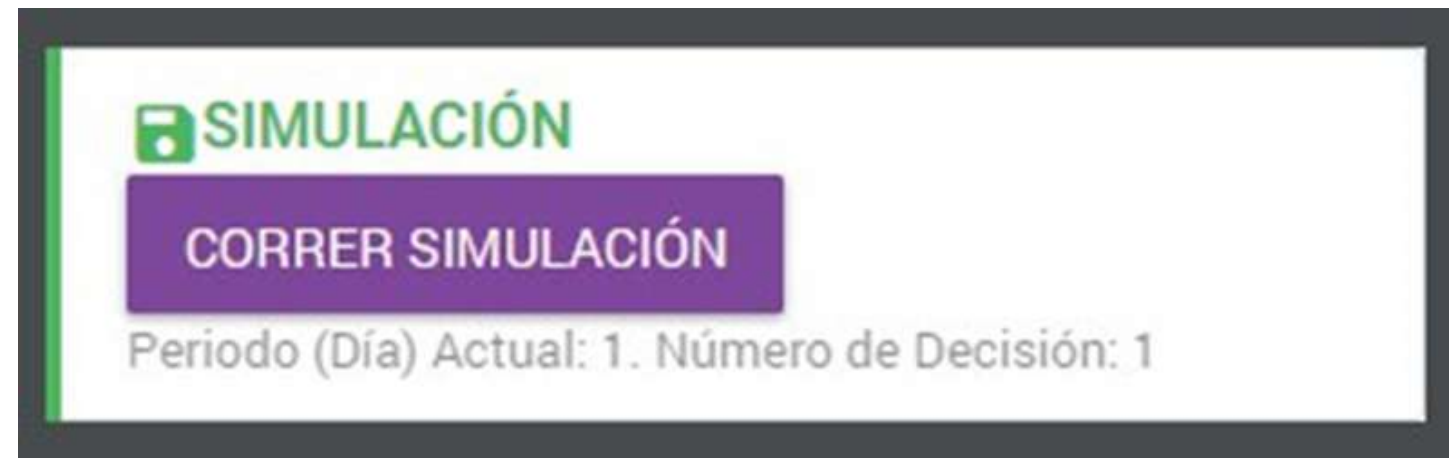 SIMULACIÓN
CORRER SIMULACIÓN
Periodo (Día) Actual: 1. Número de Decisión: 1